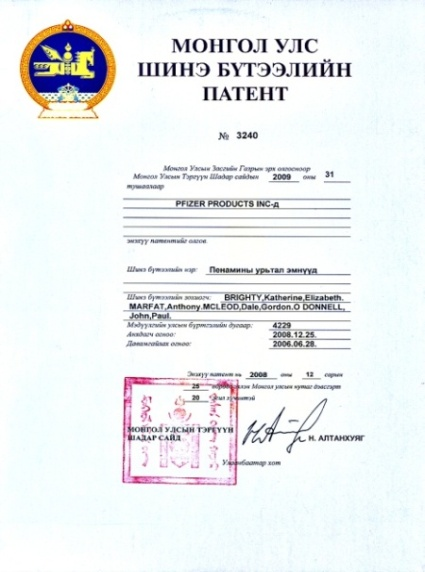 МОНГОЛ УЛС
ШИНЭ БҮТЭЭЛИЙН
ПАТЕНТ
№ 3240
Монгол Улсын Засгийн Газрын эрх олгосноор
Монгол Улсын Тэргүүн Шадар сайдын 2009 оны 31
тушаалаар
PFIZER PRODUCTS INC-д
энэхүү патентийг олгов.
Шинэ бүтээлийн нэр: Пенамины урьтал эмнүүд
Шинэ бүтээлийн зохиогч: BRIGHTY,Katherine,Elizabeth.
MARFAT,Anthony.MCLEOD,Dale,Gordon.O DONNELL,
John,Paul.
Мэдүүлгийн улсын бүртгэлийн дугаар: 4229
Анхдагч огноо: 2008.12.25.
Давамгайлах огноо: 2006.06.28.
Энэхүү патент нь 2008 оны 12 сарын
25 Монгол улсын нутаг дэвсгэрт
20 жил хүчинтэй
МОНГОЛ УЛСЫН ТЭРГҮҮН
ШАДАР САЙД
Н. АЛТАНХУЯГ
Улаанбаатар хот